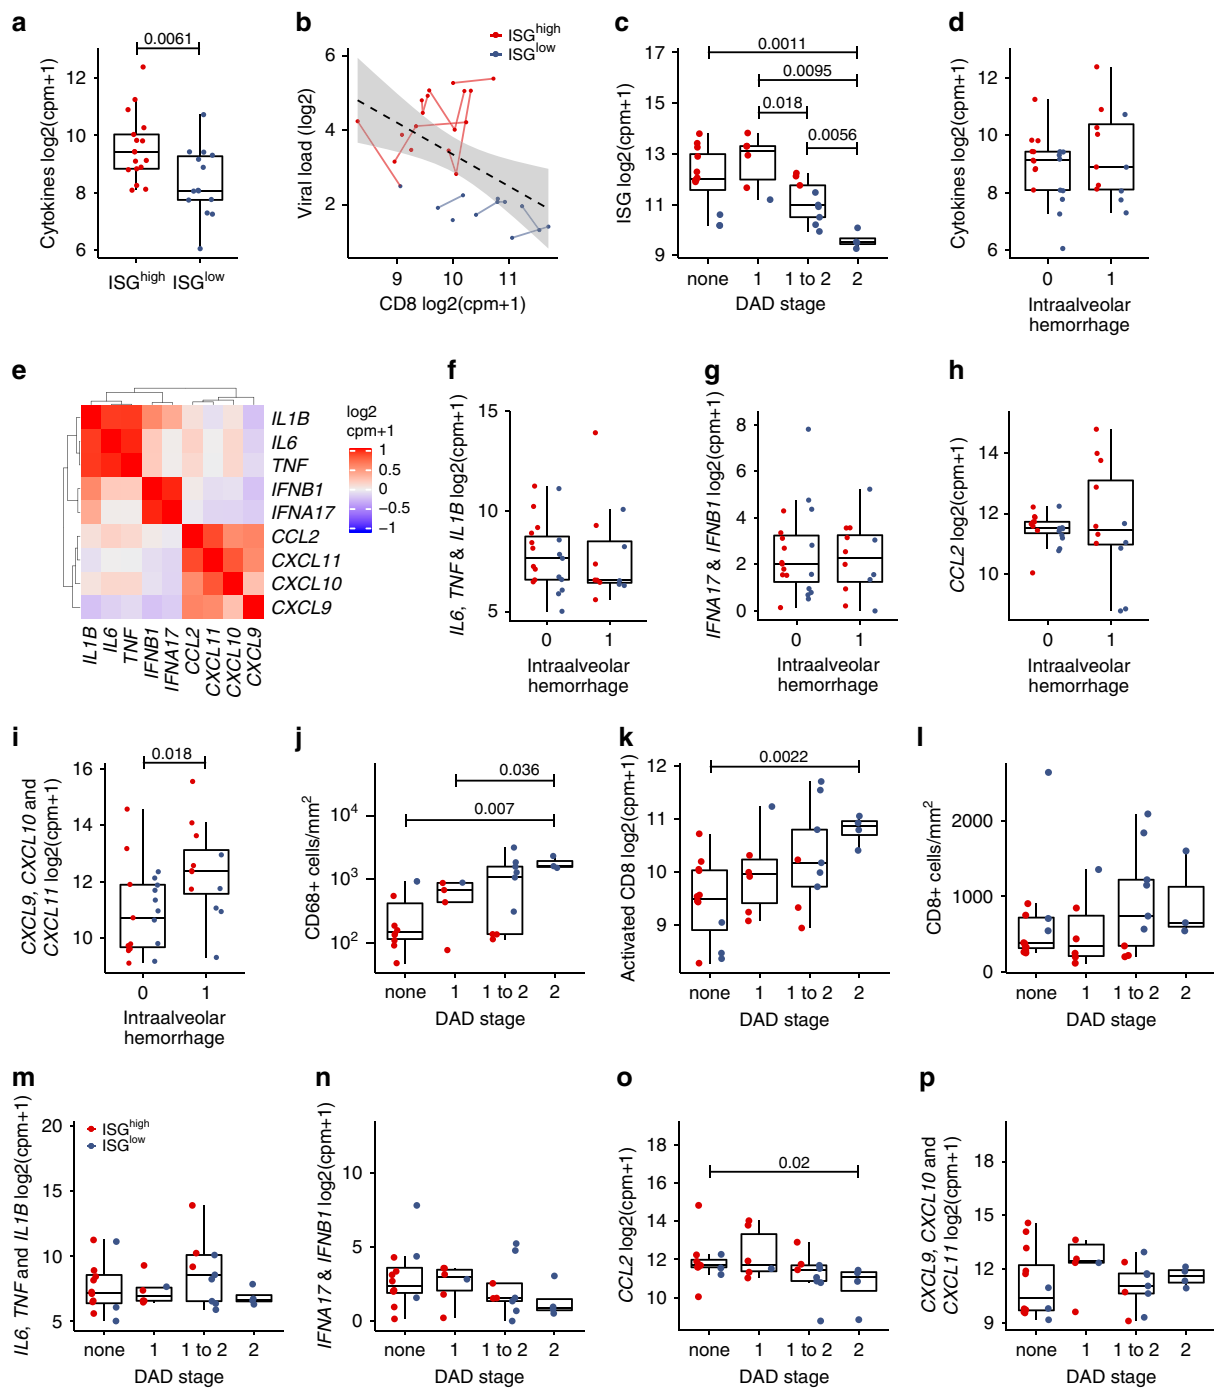 a
0.0061
Cytokines log2(cpm+1)
12
10
8
6
ISGhigh ISGlow
b
ISGhigh
ISGlow
Viral load (log2)
6
4
2
9 10 11
CD8 log2(cpm+1)
c
0.0011
0.0095
0.018
0.0056
ISG log2(cpm+1)
17
15
13
11
9
none 1 1 to 2 2
DAD stage
d
Cytokines log2(cpm+1)
12
10
8
6
0 1
Intraalveolar
hemorrhage
e
log2
cpm+1
1
0.5
0
−0.5
−1
IL1B
IL6
TNF
IFNB1
IFNA17
CCL2
CXCL11
CXCL10
CXCL9
IL1B IL6 TNF IFNB1 IFNA17 CCL2 CXCL11 CXCL10 CXCL9
f
IL6, TNF & IL1B log2(cpm+1)
15
10
5
0 1
Intraalveolar
hemorrhage
g
IFNA17 & IFNB1 log2(cpm+1)
8
6
4
2
0
0 1
Intraalveolar
hemorrhage
h
CCL2 log2(cpm+1)
14
12
10
0 1
Intraalveolar
hemorrhage
i
0.018
CXCL9, CXCL10 and
CXCL11 log2(cpm+1)
16
14
12
10
0 1
Intraalveolar
hemorrhage
j
0.036
0.007
CD68+ cells/mm2
104
103
102
none 1 1 to 2 2
DAD stage
k
0.0022
Activated CD8 log2(cpm+1)
12
11
10
9
none 1 1 to 2 2
DAD stage
l
CD8+ cells/mm2
2000
1000
0
none 1 1 to 2 2
DAD stage
m
ISGhigh
ISGlow
IL6, TNF and IL1B log2(cpm+1)
20
15
10
5
none 1 1 to 2 2
DAD stage
n
IFNA17 & IFNB1 log2(cpm+1)
10
5
0
none 1 1 to 2 2
DAD stage
o
0.02
CCL2 log2(cpm+1)
18
16
14
12
10
none 1 1 to 2 2
DAD stage
p
CXCL9, CXCL10 and
CXCL11 log2(cpm+1)
18
15
12
9
none 1 1 to 2 2
DAD stage